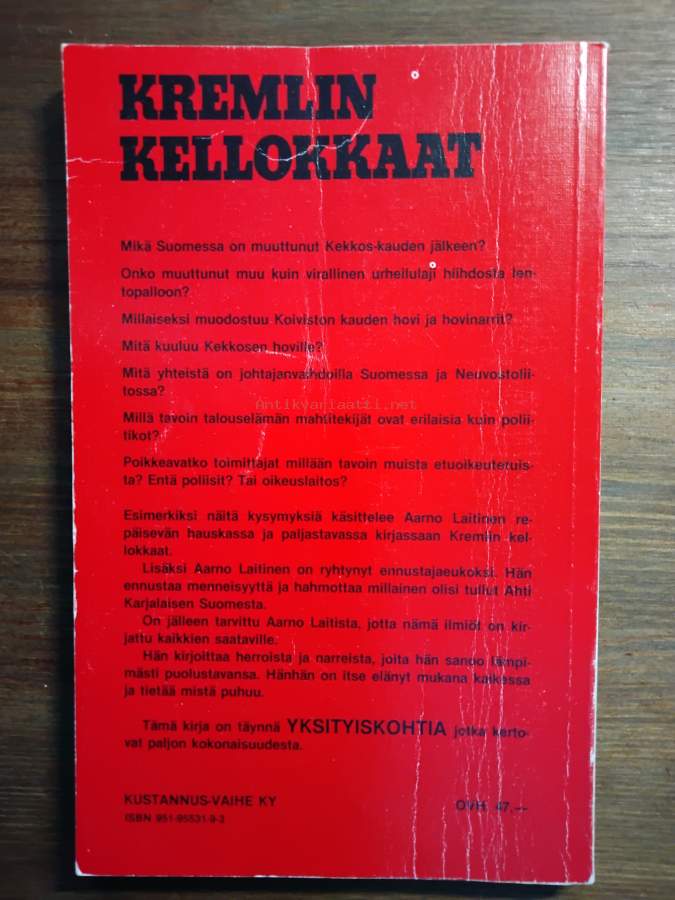 KREMLIN
KELLOKKAAT
Mikä Suomessa on muuttunut Kekkos-kauden jälkeen?
Onko muuttunut muu kuin virallinen urheilulaji hiihdosta len-
topalloon?
Millaiseksi muodostuu Koiviston kauden hovi ja hovinarrit?
Mitä kuuluu Kekkosen hoville?
Mitä yhteistä on johtajanvaihdoilla Suomessa ja Neuvostolii-
tossa?
Antikvariaatti.net
Millä tavoin talouselämän mahtitekijät ovat erilaisia kuin polii-
tikot?
Poikkeavatko toimittajat millään tavoin muista etuoikeutetuis-
ta? Entä poliisit? Tai oikeuslaitos?
Esimerkiksi näitä kysymyksiä käsittelee Aarno Laitinen re-
päisevän hauskassa ja paljastavassa kirjassaan Kremlin kel-
lokkaat.
Lisäksi Aarno Laitinen on ryhtynyt ennustajaeukoksi. Hän
ennustaa menneisyyttä ja hahmottaa millainen olisi tullut Ahti
Karjalaisen Suomesta.
On jälleen tarvittu Aarno Laitista, jotta nämä ilmiöt on kir-
jattu kaikkien saataville.
Hän kirjoittaa herroista ja narreista, joita hän sanoo lämpi-
mästi puolustavansa. Hänhän on itse elänyt mukana kaikessa
ja tietää mistä puhuu.
Tämä kirja on täynnä YKSITYISKOHTIA jotka kerto-
vat paljon kokonaisuudesta.
KUSTANNUS-VAIHE KY
OVH. 47,—
ISBN 951-95531-9-3